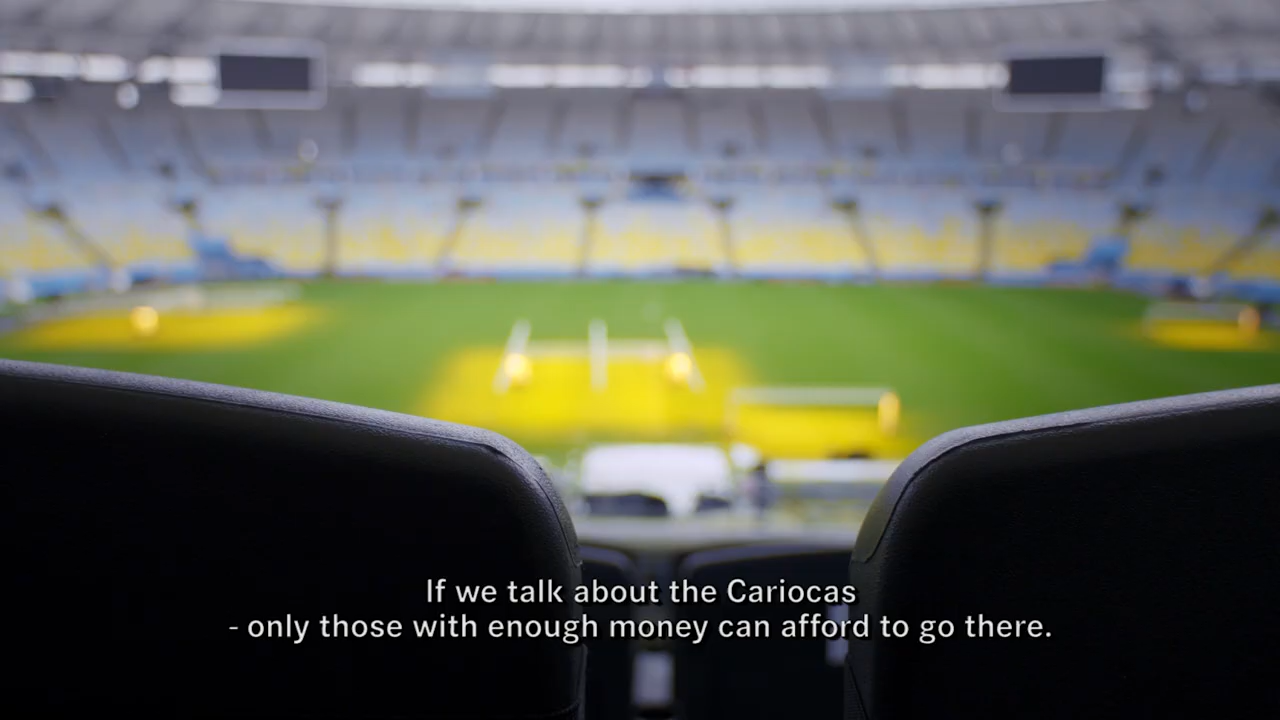 If we talk about the Cariocas
- only those with enough money can afford to go there.